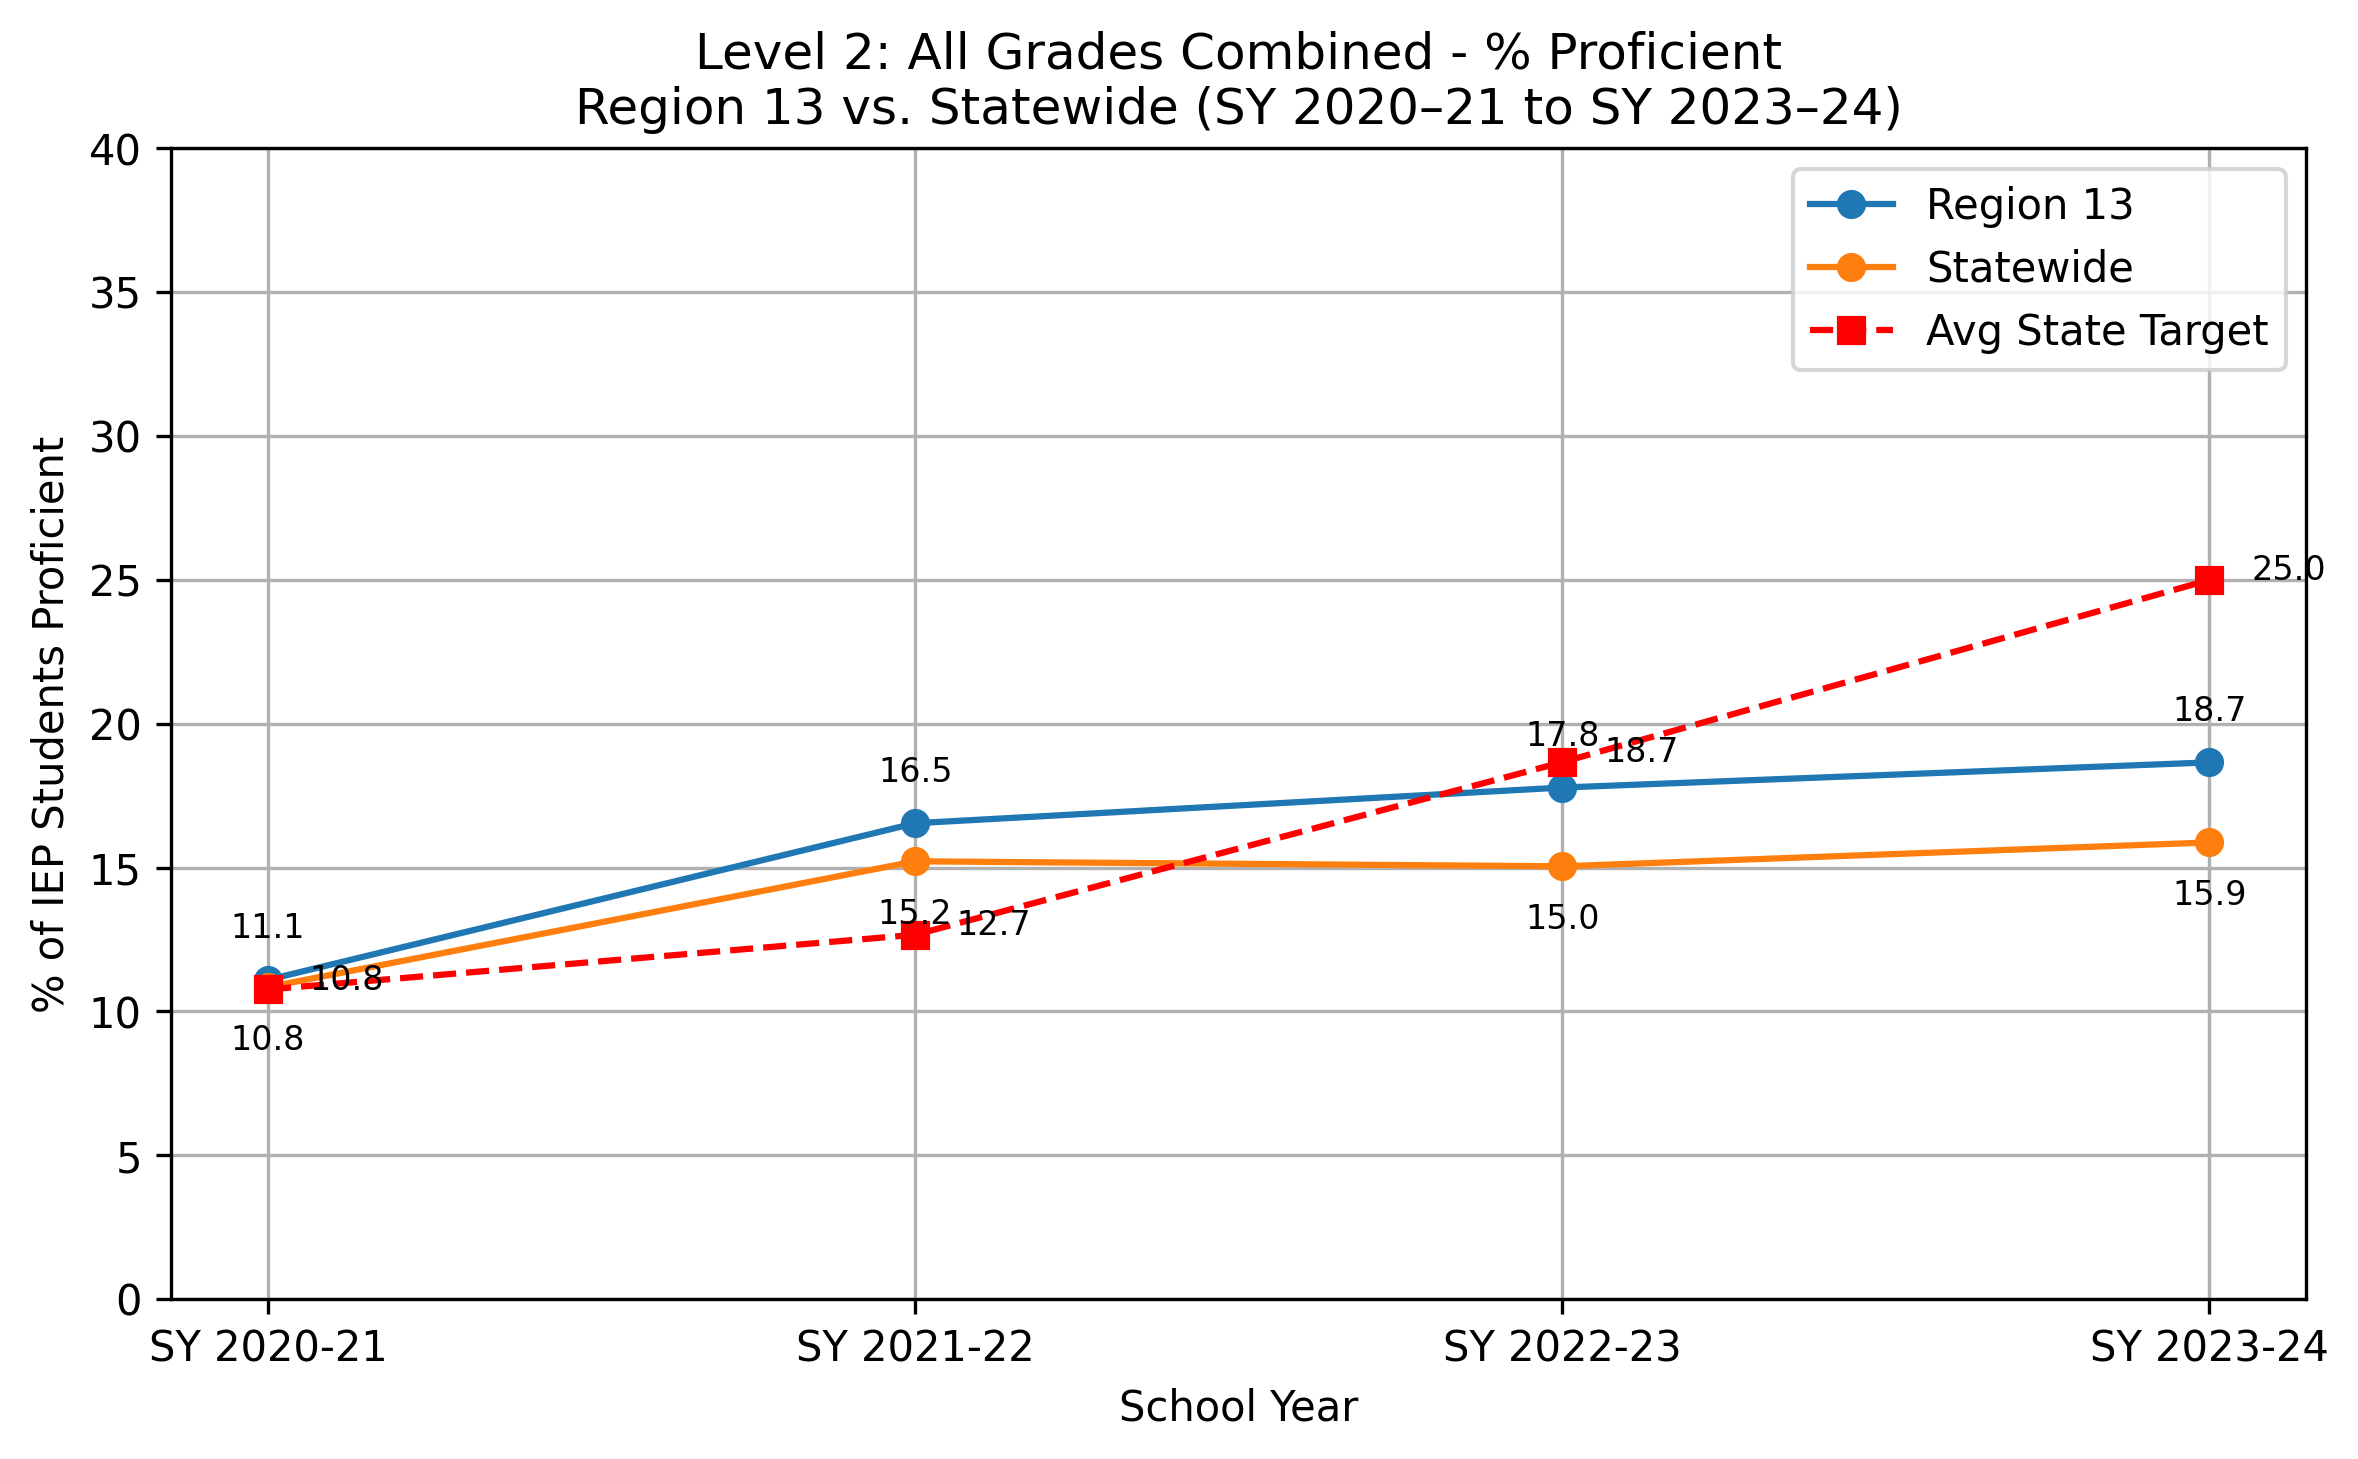 Level 2: All Grades Combined - % Proficient
Region 13 vs. Statewide (SY 2020–21 to SY 2023–24)
% of IEP Students Proficient
40
35
30
25
20
15
10
5
0
Region 13
Statewide
Avg State Target
11.1
10.8
10.8
16.5
15.2
12.7
17.8
18.7
15.0
25.0
18.7
15.9
SY 2020-21
SY 2021-22
SY 2022-23
SY 2023-24
School Year